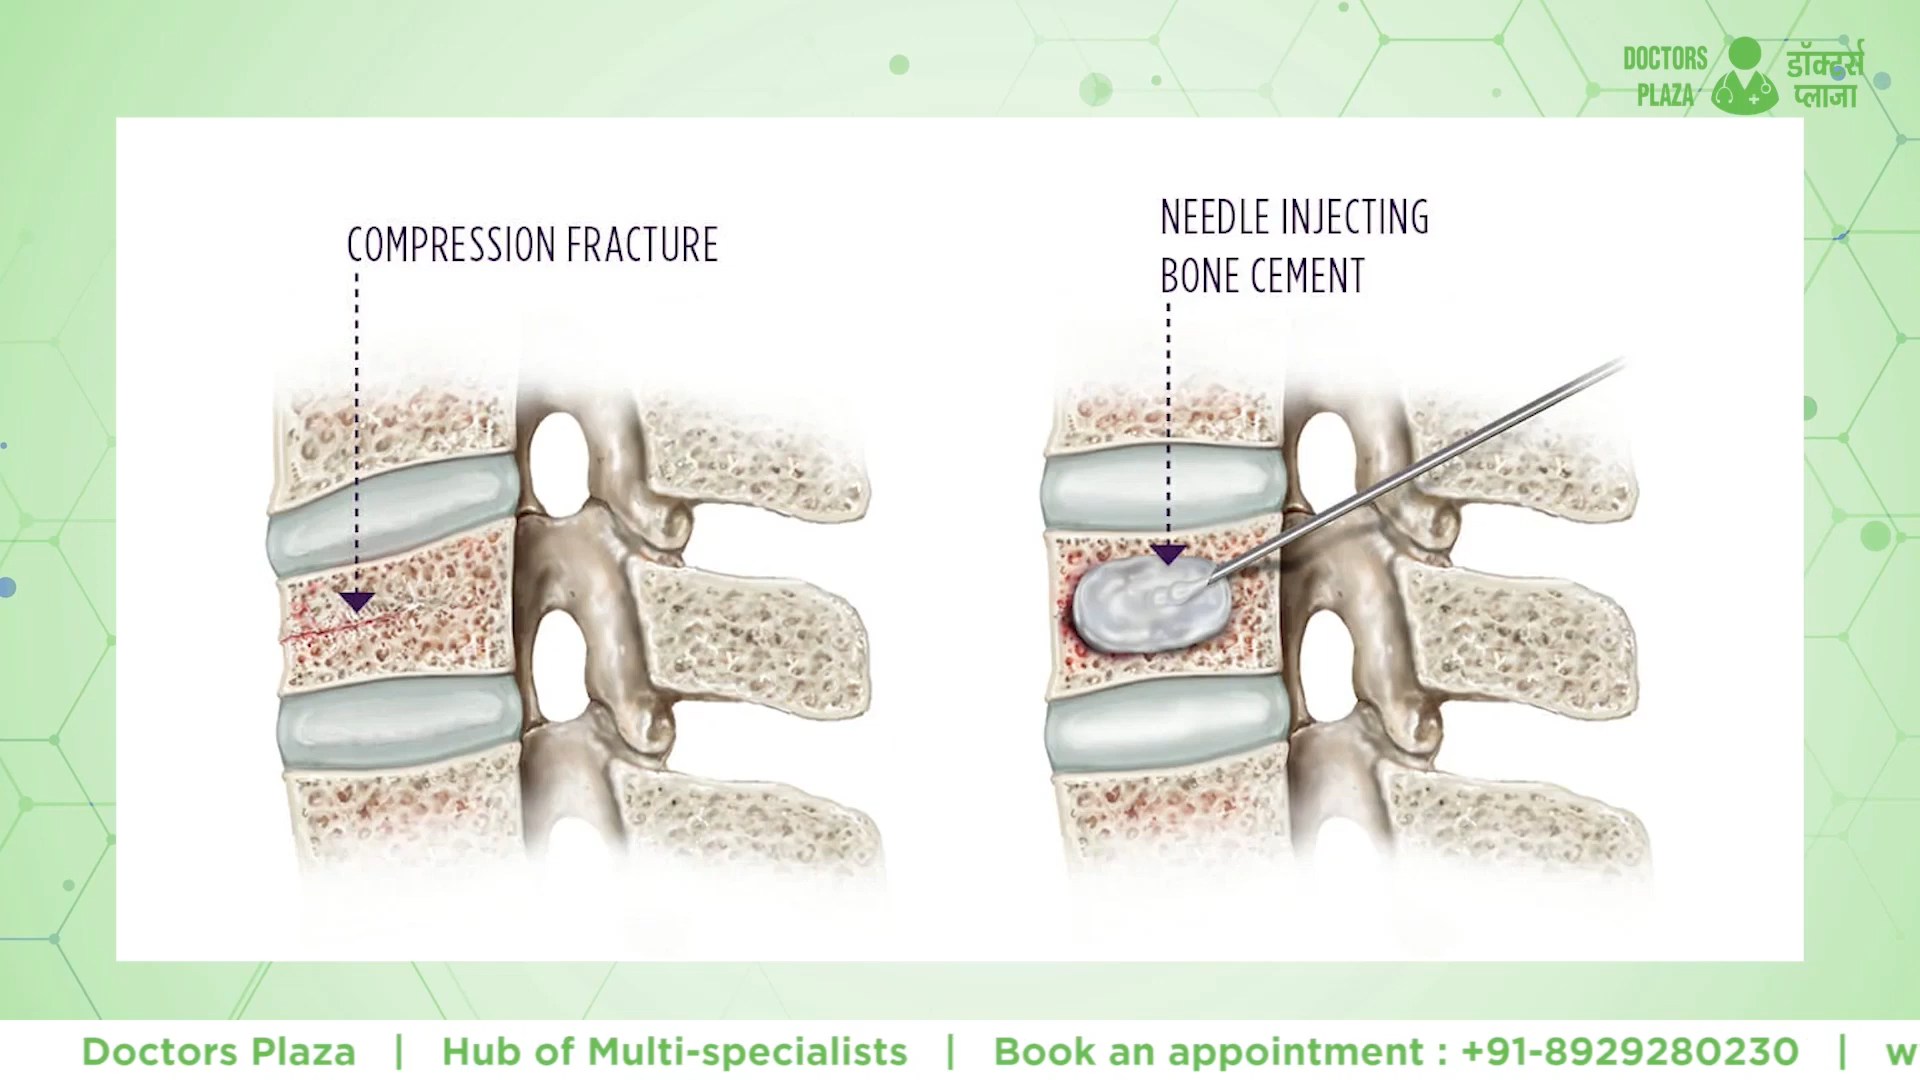 DOCTORS
PLAZA
डॉक्टर्स
प्लाजा
COMPRESSION FRACTURE
NEEDLE INJECTING
BONE CEMENT
Doctors Plaza | Hub of Multi-specialists | Book an appointment : +91-8929280230 | w